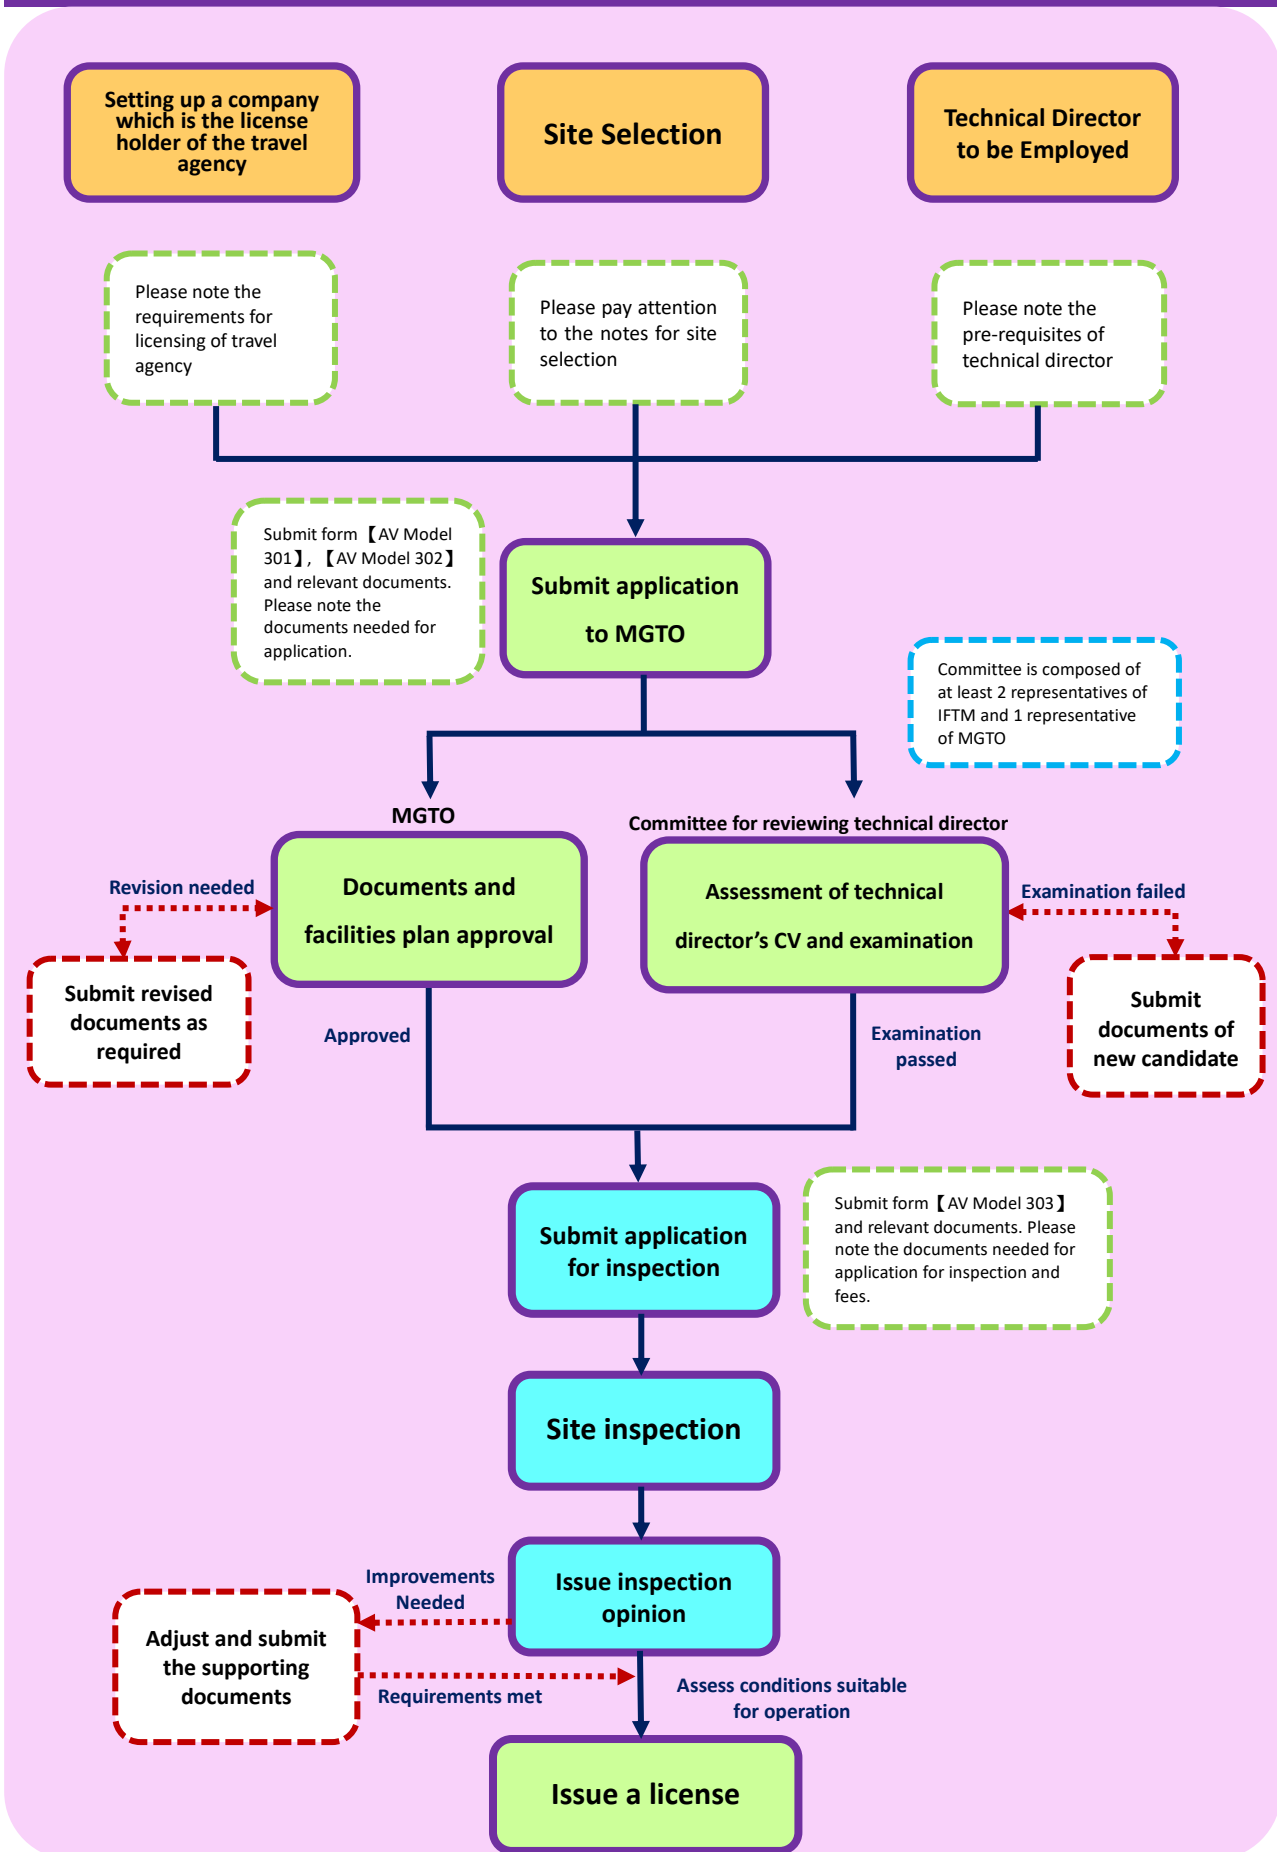 Setting up a company
which is the license
holder of the travel
agency
Site Selection
Technical Director
to be Employed
Please note the
requirements for
licensing of travel
agency
Please pay attention
to the notes for site
selection
Please note the
pre-requisites of
technical director
Submit form【AV Model
301】, 【AV Model 302】
and relevant documents.
Please note the
documents needed for
application.
Submit application
to MGTO
Committee is composed of
at least 2 representatives of
IFTM and 1 representative
of MGTO
MGTO
Committee for reviewing technical director
Revision needed
Documents and
facilities plan approval
Assessment of technical
director’s CV and examination
Examination failed
Submit revised
documents as
required
Submit
documents of
new candidate
Approved
Examination
passed
Submit application
for inspection
Submit form【AV Model 303】
and relevant documents. Please
note the documents needed for
application for inspection and
fees.
Site inspection
Issue inspection
opinion
Improvements
Needed
Adjust and submit
the supporting
documents
Requirements met
Assess conditions suitable
for operation
Issue a license